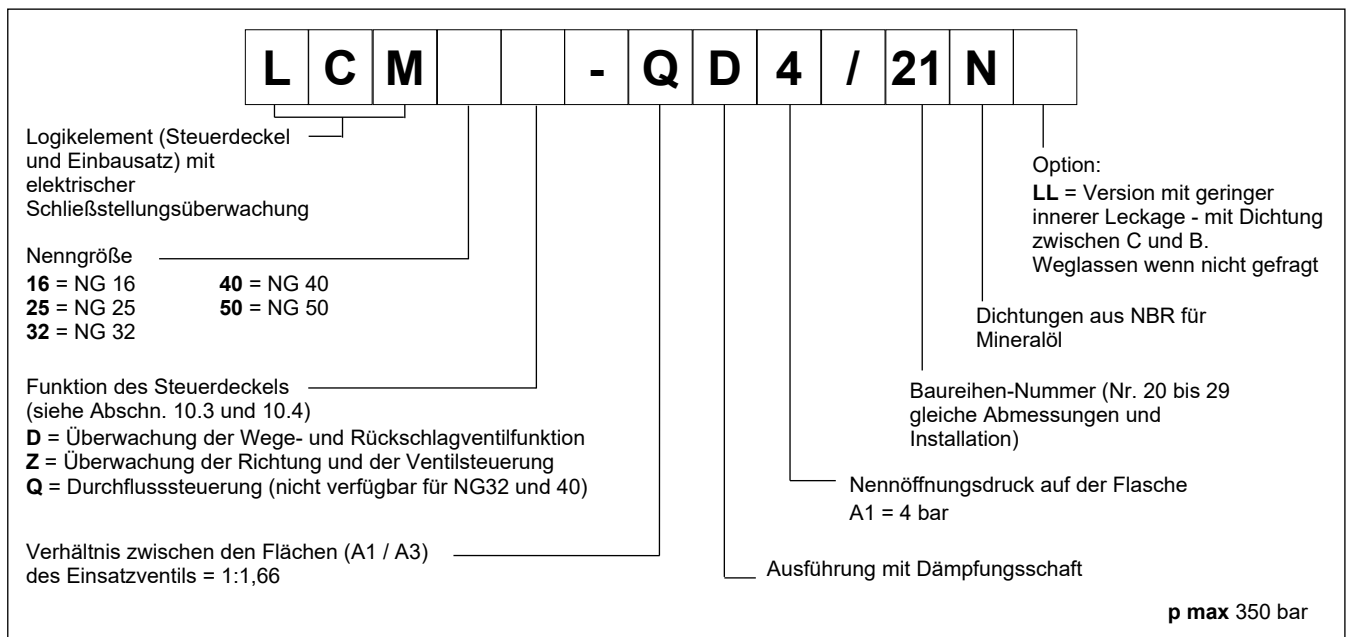 L C M - Q D 4 / 21 N
Logikelement (Steuerdeckel
und Einbausatz) mit
elektrischer
Schließstellungsüberwachung
Nenngröße
16 = NG 16 40 = NG 40
25 = NG 25 50 = NG 50
32 = NG 32
Funktion des Steuerdeckels
(siehe Abschn. 10.3 und 10.4)
D = Überwachung der Wege- und Rückschlagventilfunktion
Z = Überwachung der Richtung und der Ventilsteuerung
Q = Durchflusssteuerung (nicht verfügbar für NG32 und 40)
Verhältnis zwischen den Flächen (A1 / A3)
des Einsatzventils = 1:1,66
Option:
LL = Version mit geringer
innerer Leckage - mit Dichtung
zwischen C und B.
Weglassen wenn nicht gefragt
Dichtungen aus NBR für
Mineralöl
Baureihen-Nummer (Nr. 20 bis 29
gleiche Abmessungen und
Installation)
Nennöffnungsdruck auf der Flasche
A1 = 4 bar
Ausführung mit Dämpfungsschaft
p max 350 bar